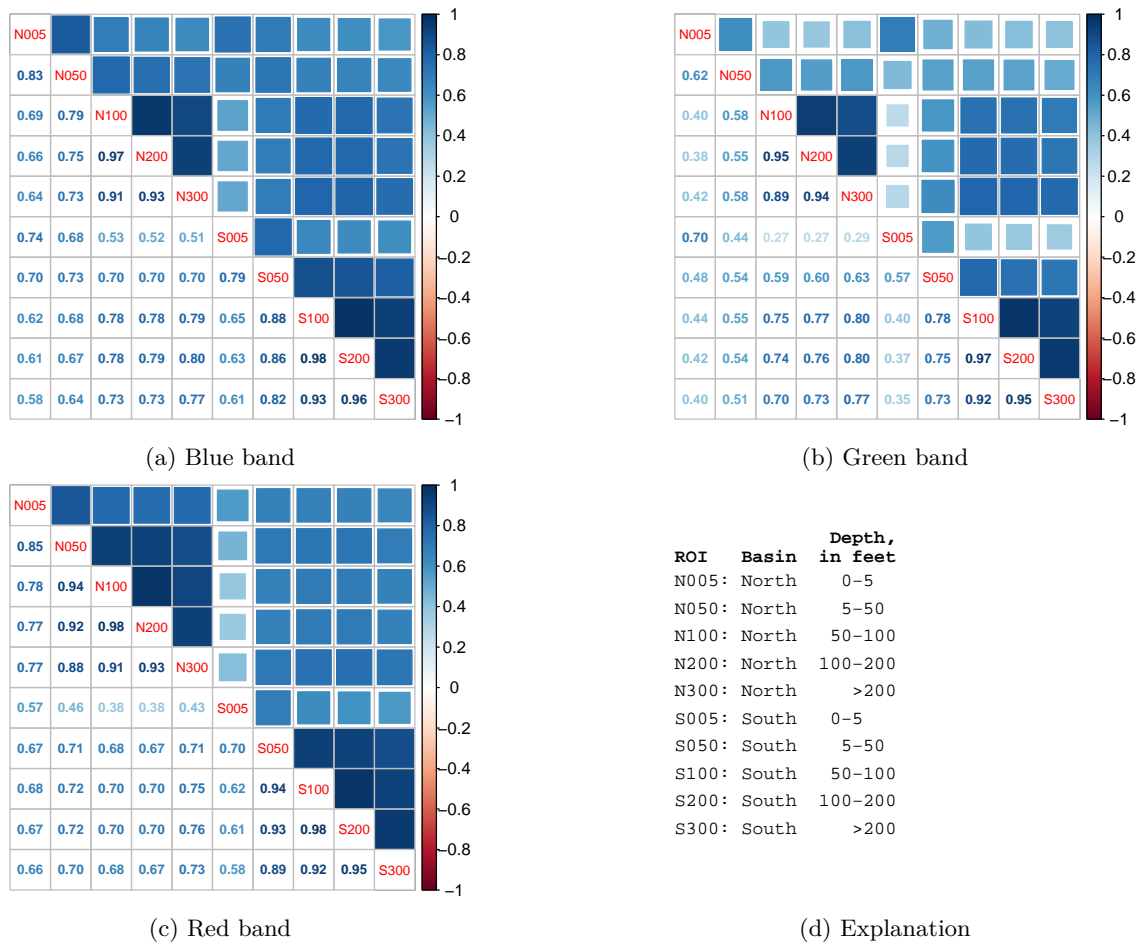 N005
0.83 N050
0.69 0.79 N100
0.66 0.75 0.97 N200
0.64 0.73 0.91 0.93 N300
0.74 0.68 0.53 0.52 0.51 S005
0.70 0.73 0.70 0.70 0.70 0.79 S050
0.62 0.68 0.78 0.78 0.79 0.65 0.88 S100
0.61 0.67 0.78 0.79 0.80 0.63 0.86 0.98 S200
0.58 0.64 0.73 0.73 0.77 0.61 0.82 0.93 0.96 S300
1
0.8
0.6
0.4
0.2
0
−0.2
−0.4
−0.6
−0.8
−1
(a) Blue band
N005
0.62 N050
0.40 0.58 N100
0.38 0.55 0.95 N200
0.42 0.58 0.89 0.94 N300
0.70 0.44 0.27 0.27 0.29 S005
0.48 0.54 0.59 0.60 0.63 0.57 S050
0.44 0.55 0.75 0.77 0.80 0.40 0.78 S100
0.42 0.54 0.74 0.76 0.80 0.37 0.75 0.97 S200
0.40 0.51 0.70 0.73 0.77 0.35 0.73 0.92 0.95 S300
1
0.8
0.6
0.4
0.2
0
−0.2
−0.4
−0.6
−0.8
−1
(b) Green band
N005
0.85 N050
0.78 0.94 N100
0.77 0.92 0.98 N200
0.77 0.88 0.91 0.93 N300
0.57 0.46 0.38 0.38 0.43 S005
0.67 0.71 0.68 0.67 0.71 0.70 S050
0.68 0.72 0.70 0.70 0.75 0.62 0.94 S100
0.67 0.72 0.70 0.70 0.76 0.61 0.93 0.98 S200
0.66 0.70 0.68 0.67 0.73 0.58 0.89 0.92 0.95 S300
1
0.8
0.6
0.4
0.2
0
−0.2
−0.4
−0.6
−0.8
−1
(c) Red band
Depth,
ROI Basin in feet
N005: North 0−5
N050: North 5−50
N100: North 50−100
N200: North 100−200
N300: North >200
S005: South 0−5
S050: South 5−50
S100: South 50−100
S200: South 100−200
S300: South >200
(d) Explanation